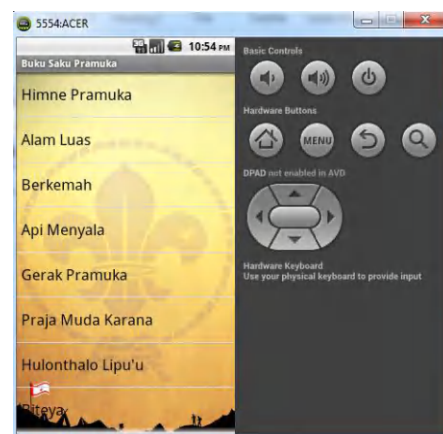 5554:ACER
3G
10:54 PM
Buku Saku Pramuka
Himne Pramuka
Alam Luas
Berkemah
Api Menyala
Gerak Pramuka
Praja Muda Karana
Hulonthalo Lipu'u
Biteya
Basic Controls
Hardware Buttons
MENU
DPAD not enabled in AVD
Hardware Keyboard
Use your physical keyboard to provide input